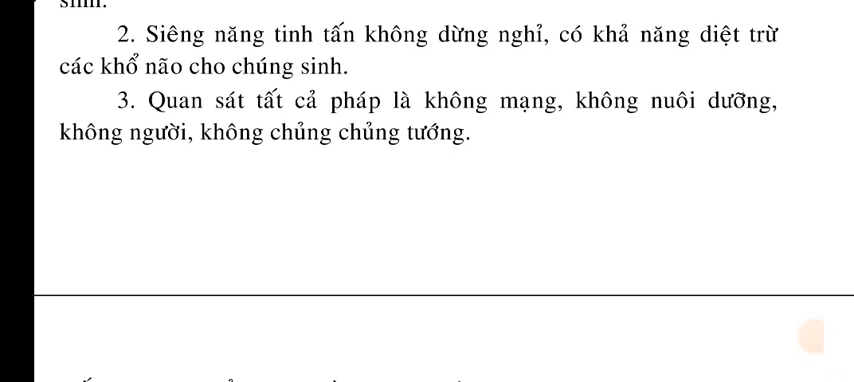 2. Siêng năng tinh tấn không dừng nghỉ, có khả năng diệt trừ
các khổ não cho chúng sinh.
3. Quan sát tất cả pháp là không mạng, không nuôi dưỡng,
không người, không chủng chủng tướng.